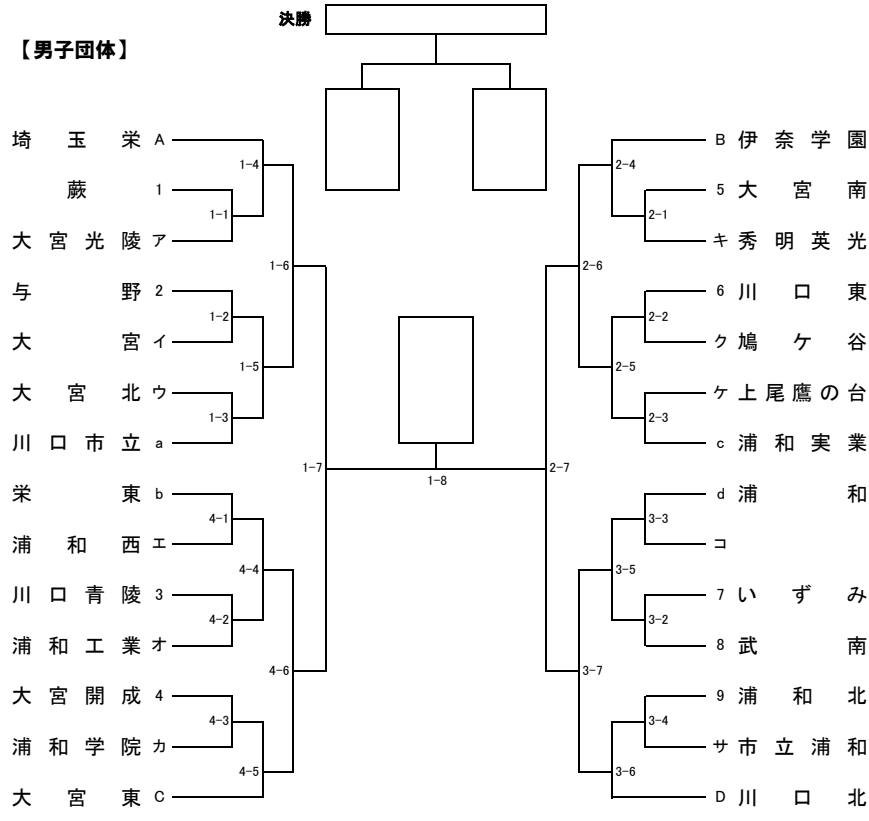 決勝
【男子団体】
埼玉栄 A
1-4
蕨 1
1-1
大宮光陵 ア
1-6
与野 2
1-2
大宮 イ
1-5
大宮北 ウ
1-3
川口市立 a
1-7
栄東 b
4-1
浦和西 エ
4-4
川口青陵 3
4-2
浦和工業 オ
4-6
大宮開成 4
4-3
浦和学院 カ
4-5
大宮東 C
1-8
B 伊奈学園
2-4
5 大宮南
2-1
キ 秀明英光
2-6
6 川口東
2-2
ク 鳩ケ谷
2-5
ケ 上尾鷹の台
2-3
c 浦和実業
2-7
d 浦和
3-3
コ
3-5
7 いずみ
3-2
8 武南
3-7
9 浦和北
3-4
サ 市立浦和
3-6
D 川口北